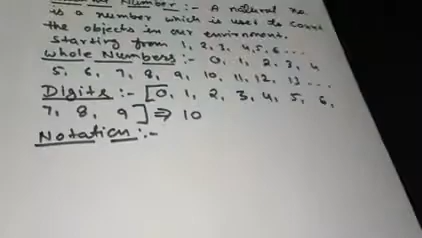 Number :- A natural no
is a number which is used to count
the objects in our envirnment.
Starting from 1, 2, 3, 4, 5, 6 ...
Whole Numbers :- 0, 1, 2, 3, 4
5, 6, 7, 8, 9, 10, 11, 12, 13 ...
Digits :- [0, 1, 2, 3, 4, 5, 6,
7, 8, 9] ⇒ 10
Notation :-